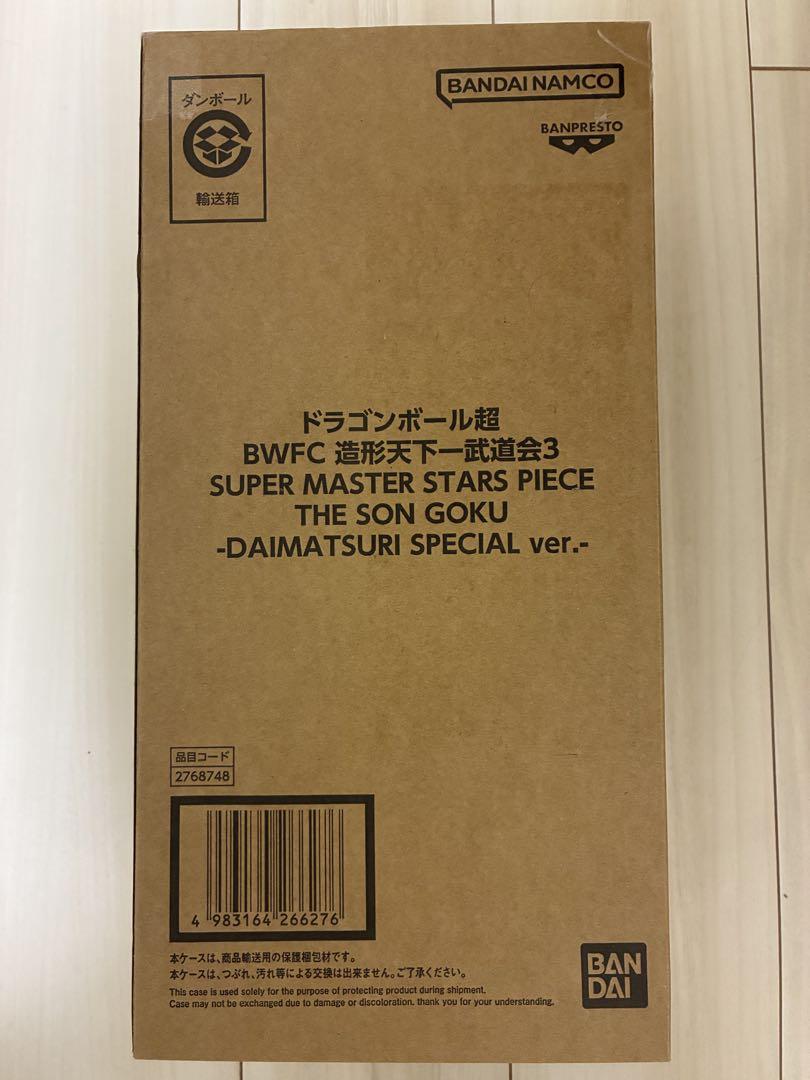 ダンボール
輸送箱
BANDAI NAMCO
BANPRESTO
ドラゴンボール超
BWFC 造形天下一武道会3
SUPER MASTER STARS PIECE
THE SON GOKU
-DAIMATSURI SPECIAL ver.-
品目コード
2768748
4 983164 266276
本ケースは、商品輸送用の保護梱包材です。
本ケースは、つぶれ、汚れ等による交換は出来ません。ご了承ください。
This case is used solely for the purpose of protecting product during shipment.
Case may not be exchanged due to damage or discoloration. thank you for your understanding.
BAN
DAI